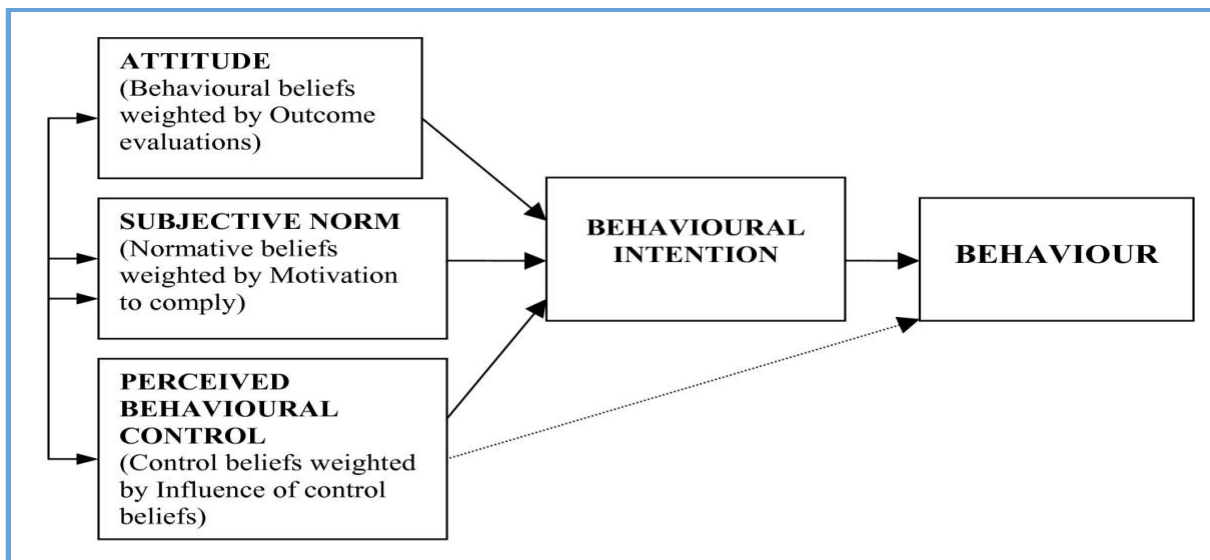 ATTITUDE
(Behavioural beliefs
weighted by Outcome
evaluations)
SUBJECTIVE NORM
(Normative beliefs
weighted by Motivation
to comply)
PERCEIVED
BEHAVIOURAL
CONTROL
(Control beliefs weighted
by Influence of control
beliefs)
BEHAVIOURAL
INTENTION
BEHAVIOUR